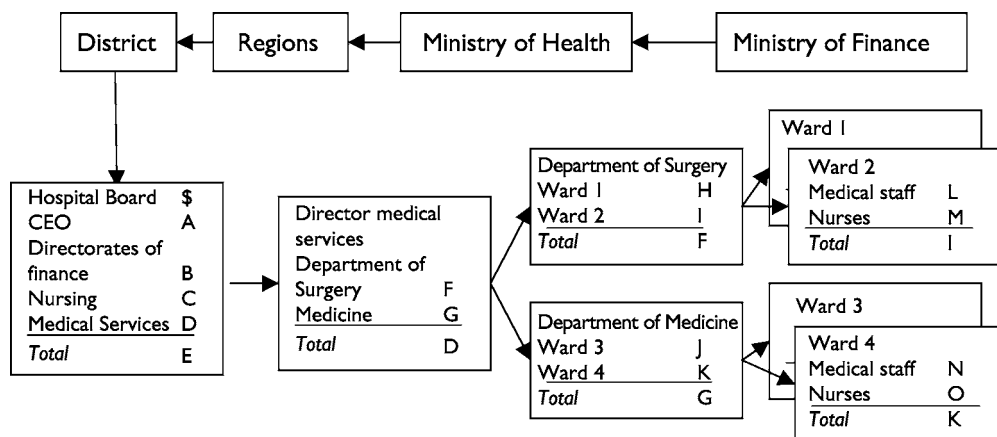 District
Regions
Ministry of Health
Ministry of Finance
Hospital Board $
CEO A
Directorates of
finance B
Nursing C
Medical Services D
Total E
Director medical
services
Department of
Surgery F
Medicine G
Total D
Department of Surgery
Ward 1 H
Ward 2 I
Total F
Department of Medicine
Ward 3 J
Ward 4 K
Total G
Ward 1
Ward 2
Medical staff L
Nurses M
Total I
Ward 3
Ward 4
Medical staff N
Nurses O
Total K